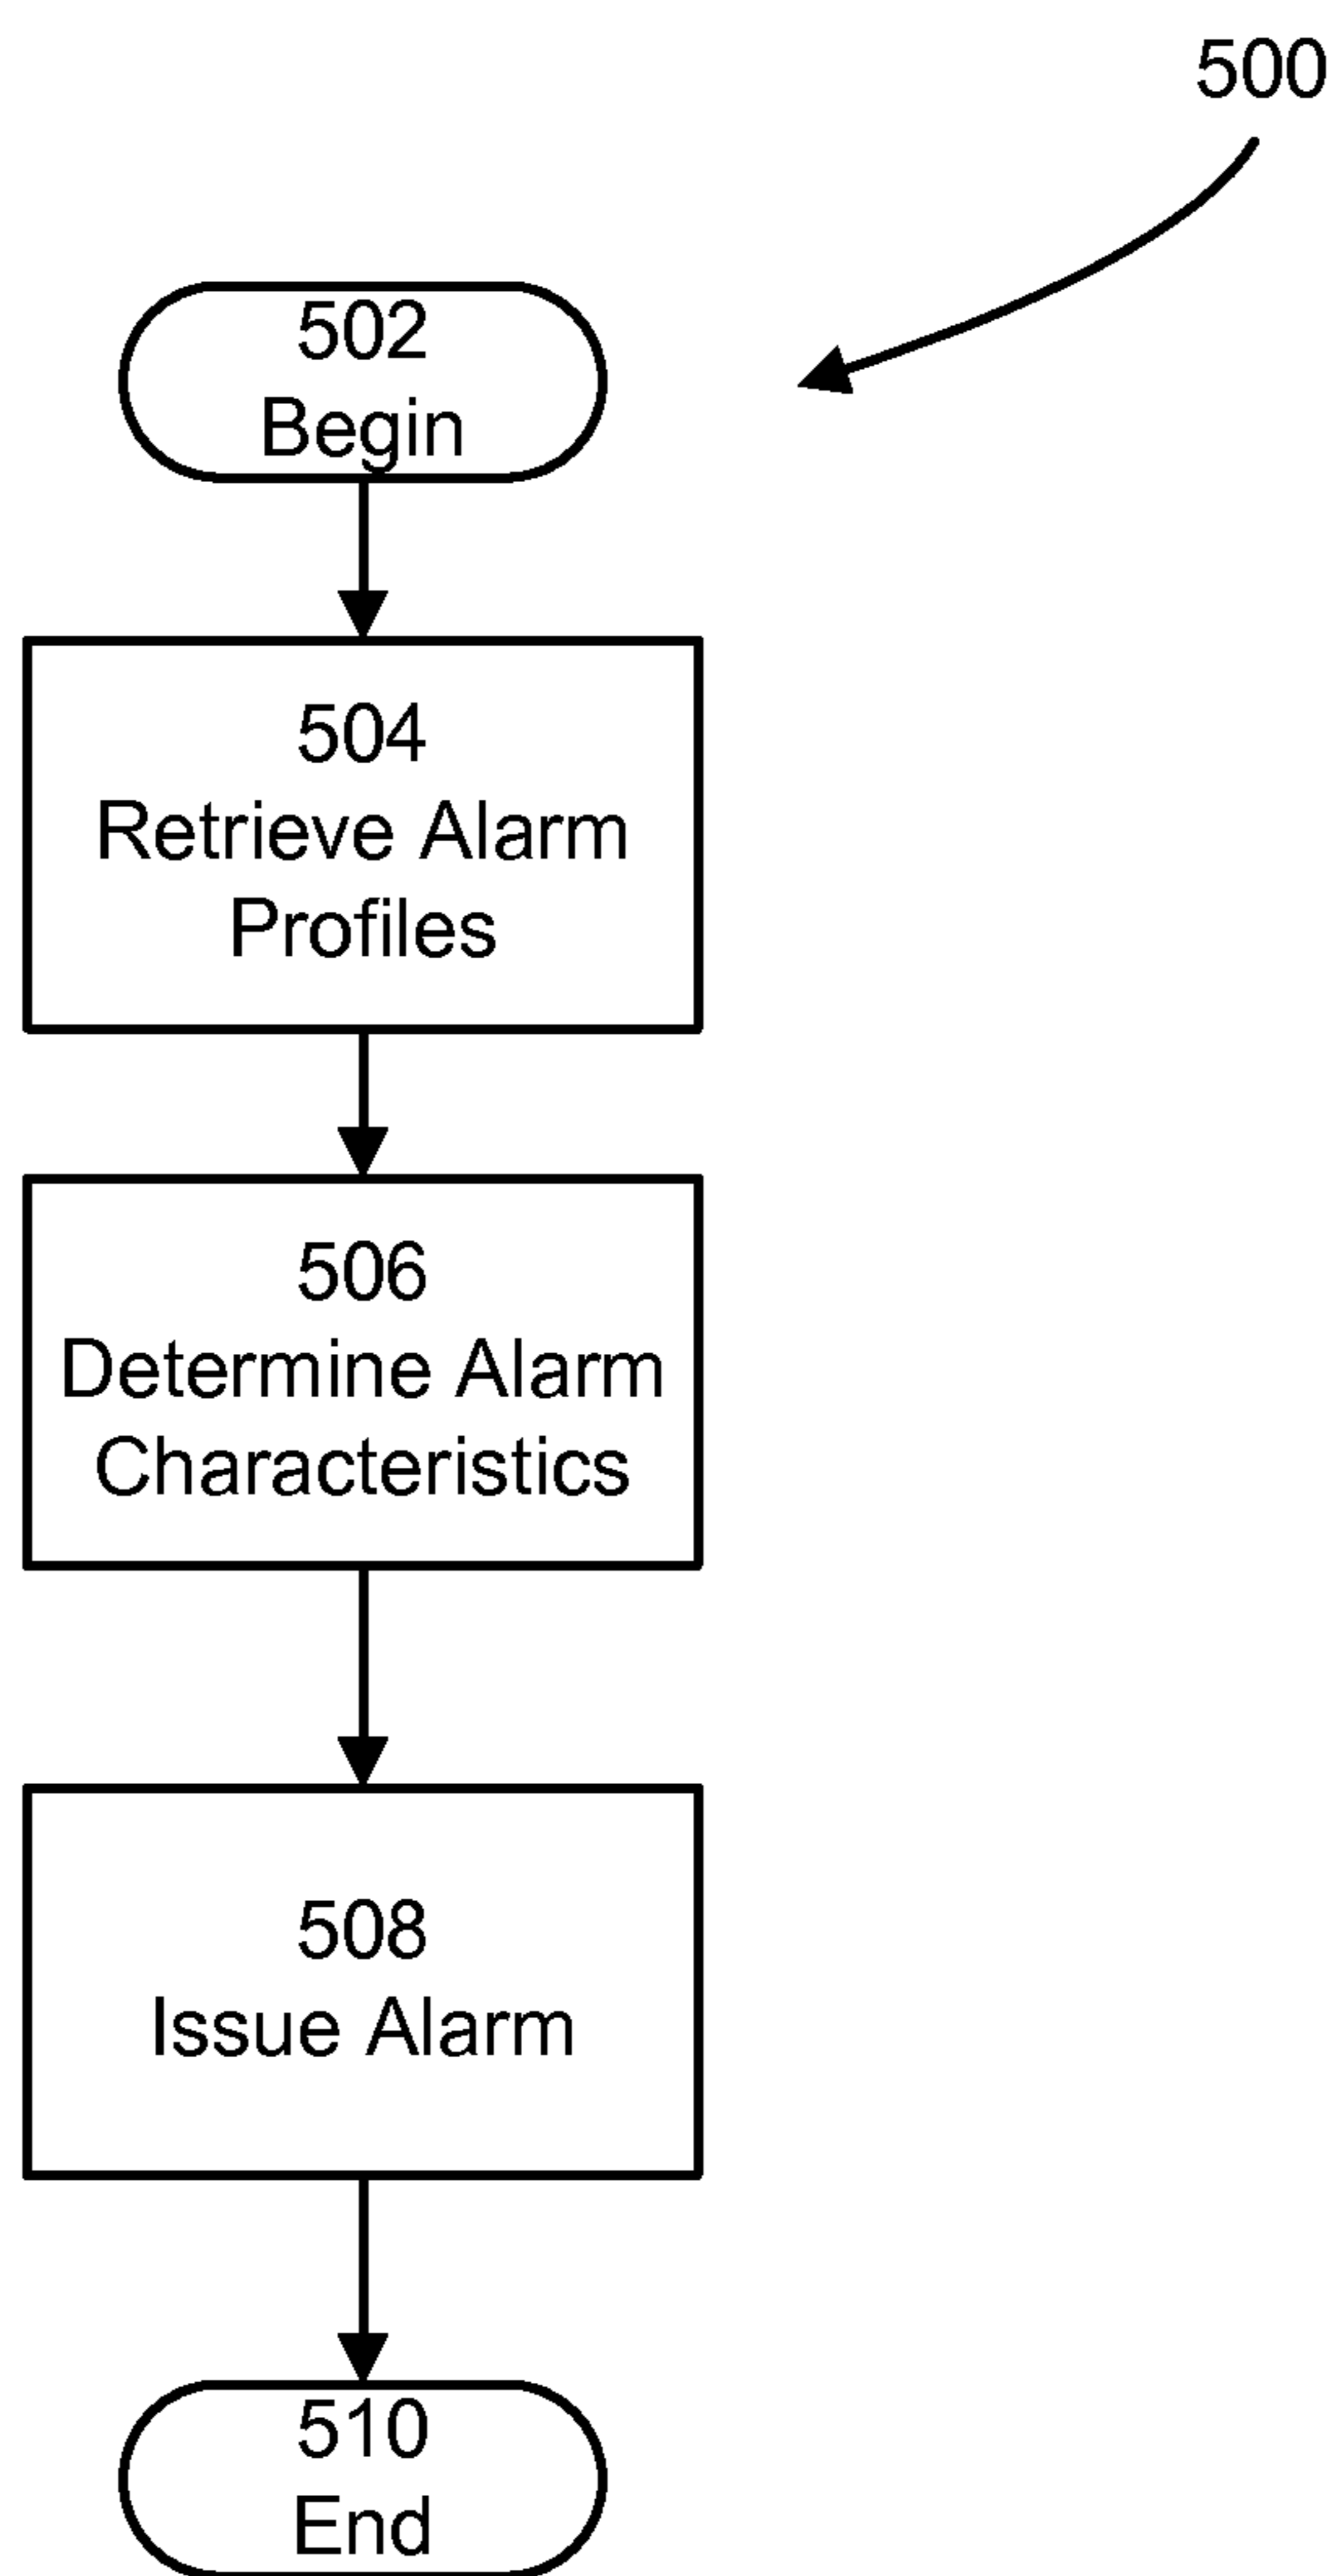 500
502
Begin
504
Retrieve Alarm
Profiles
506
Determine Alarm
Characteristics
508
Issue Alarm
510
End